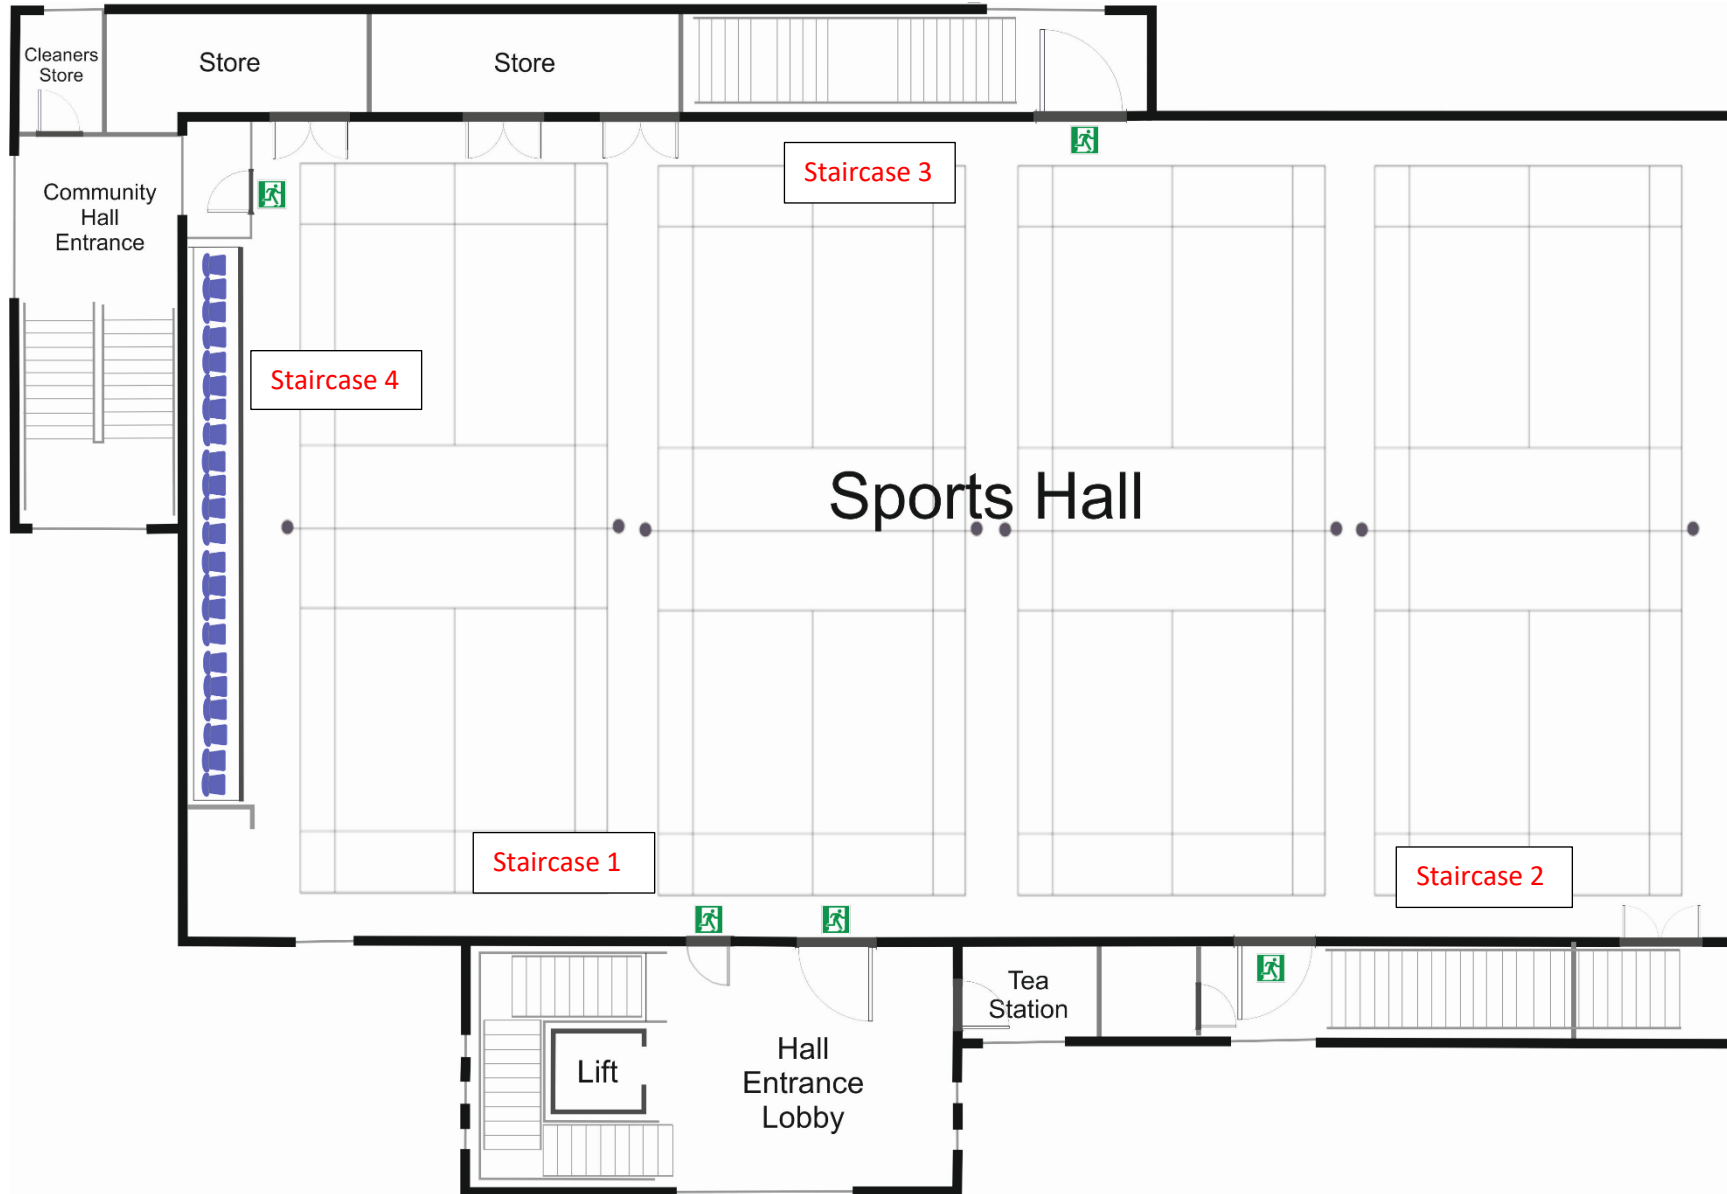 Cleaners
Store
Store
Store
Staircase 3
Community
Hall
Entrance
Staircase 4
Sports Hall
Staircase 1
Staircase 2
Tea
Station
Lift
Hall
Entrance
Lobby